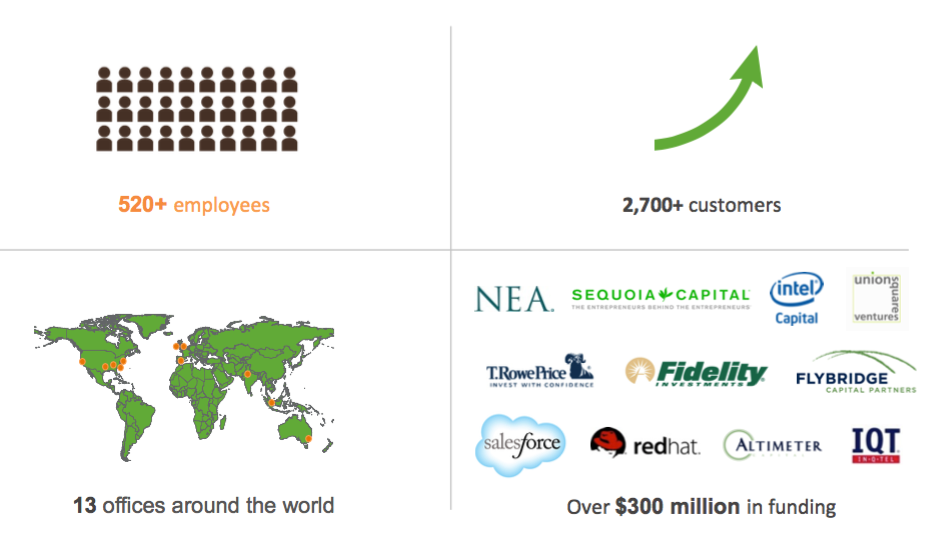 520+ employees
2,700+ customers
NEA.
SEQUOIA CAPITAL
THE ENTREPRENEURS BEHIND THE ENTREPRENEURS
intel
Capital
union
square
ventures
T.RowePrice
INVEST WITH CONFIDENCE
Fidelity
INVESTMENTS
FLYBRIDGE
CAPITAL PARTNERS
salesforce
redhat.
ALTIMETER
IQT
IN-Q-TEL
13 offices around the world
Over $300 million in funding